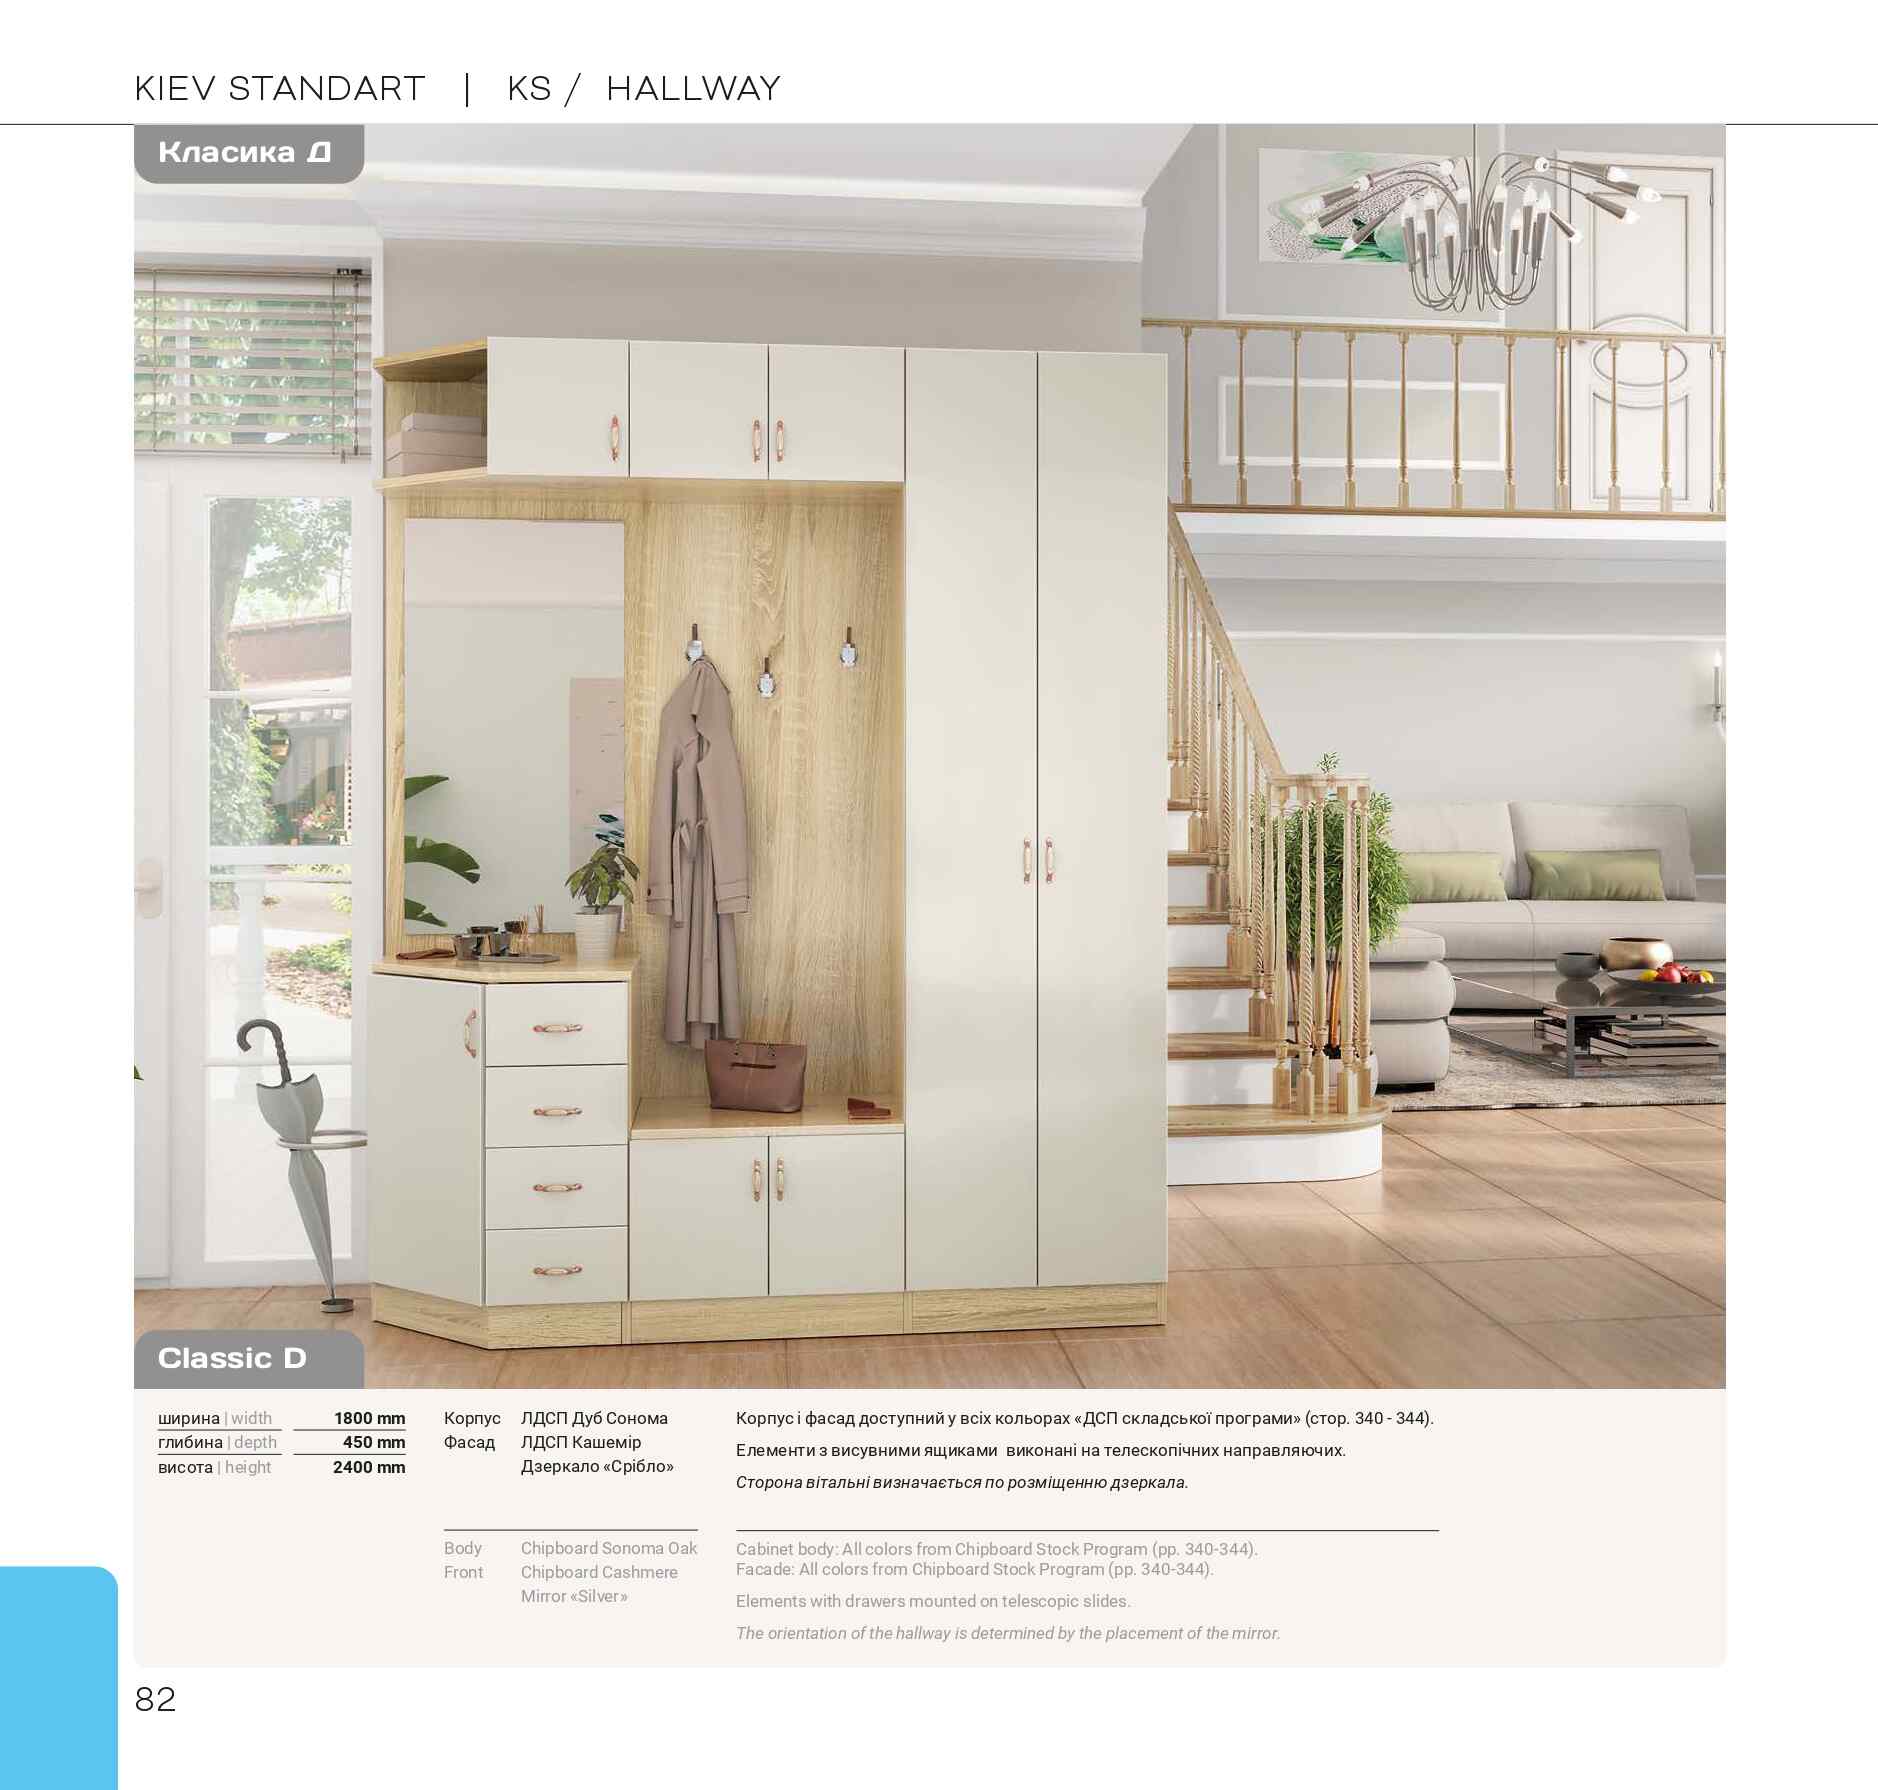 KIEV STANDART | KS / HALLWAY
Класика Д
Classic D
ширина | width 1800 mm
глибина | depth 450 mm
висота | height 2400 mm
Корпус ЛДСП Дуб Сонома
Фасад ЛДСП Кашемір
Дзеркало «Срібло»
Body Chipboard Sonoma Oak
Front Chipboard Cashmere
Mirror «Silver»
Корпус і фасад доступний у всіх кольорах «ДСП складської програми» (стор. 340 - 344).
Елементи з висувними ящиками виконані на телескопічних направляючих.
Сторона вітальні визначається по розміщенню дзеркала.
Cabinet body: All colors from Chipboard Stock Program (pp. 340-344).
Facade: All colors from Chipboard Stock Program (pp. 340-344).
Elements with drawers mounted on telescopic slides.
The orientation of the hallway is determined by the placement of the mirror.
82